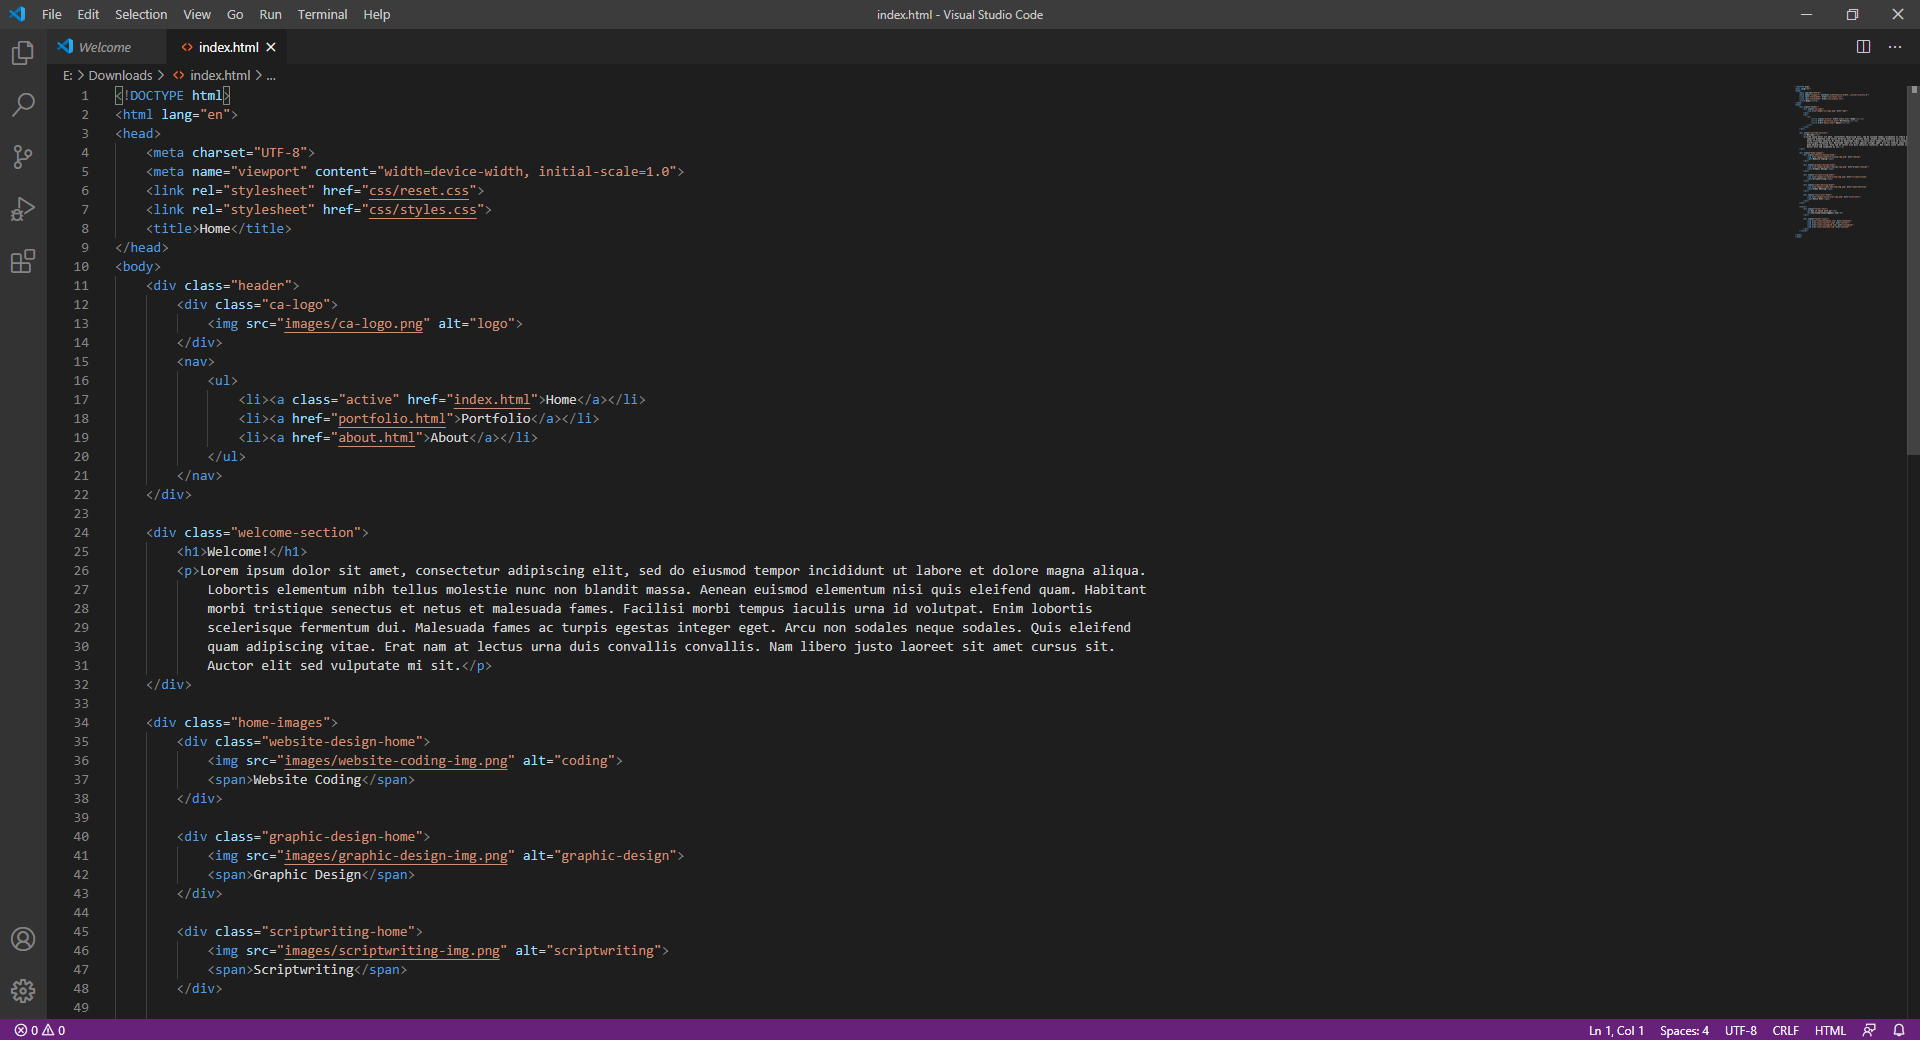 File Edit Selection View Go Run Terminal Help index.html - Visual Studio Code
Welcome <> index.html ×
E: > Downloads > <> index.html > ...
1 <!DOCTYPE html>
2 <html lang="en">
3 <head>
4 <meta charset="UTF-8">
5 <meta name="viewport" content="width=device-width, initial-scale=1.0">
6 <link rel="stylesheet" href="css/reset.css">
7 <link rel="stylesheet" href="css/styles.css">
8 <title>Home</title>
9 </head>
10 <body>
11 <div class="header">
12 <div class="ca-logo">
13 <img src="images/ca-logo.png" alt="logo">
14 </div>
15 <nav>
16 <ul>
17 <li><a class="active" href="index.html">Home</a></li>
18 <li><a href="portfolio.html">Portfolio</a></li>
19 <li><a href="about.html">About</a></li>
20 </ul>
21 </nav>
22 </div>
23
24 <div class="welcome-section">
25 <h1>Welcome!</h1>
26 <p>Lorem ipsum dolor sit amet, consectetur adipiscing elit, sed do eiusmod tempor incididunt ut labore et dolore magna aliqua.
27 Lobortis elementum nibh tellus molestie nunc non blandit massa. Aenean euismod elementum nisi quis eleifend quam. Habitant
28 morbi tristique senectus et netus et malesuada fames. Facilisi morbi tempus iaculis urna id volutpat. Enim lobortis
29 scelerisque fermentum dui. Malesuada fames ac turpis egestas integer eget. Arcu non sodales neque sodales. Quis eleifend
30 quam adipiscing vitae. Erat nam at lectus urna duis convallis convallis. Nam libero justo laoreet sit amet cursus sit.
31 Auctor elit sed vulputate mi sit.</p>
32 </div>
33
34 <div class="home-images">
35 <div class="website-design-home">
36 <img src="images/website-coding-img.png" alt="coding">
37 <span>Website Coding</span>
38 </div>
39
40 <div class="graphic-design-home">
41 <img src="images/graphic-design-img.png" alt="graphic-design">
42 <span>Graphic Design</span>
43 </div>
44
45 <div class="scriptwriting-home">
46 <img src="images/scriptwriting-img.png" alt="scriptwriting">
47 <span>Scriptwriting</span>
48 </div>
49
0 0 Ln 1, Col 1 Spaces: 4 UTF-8 CRLF HTML